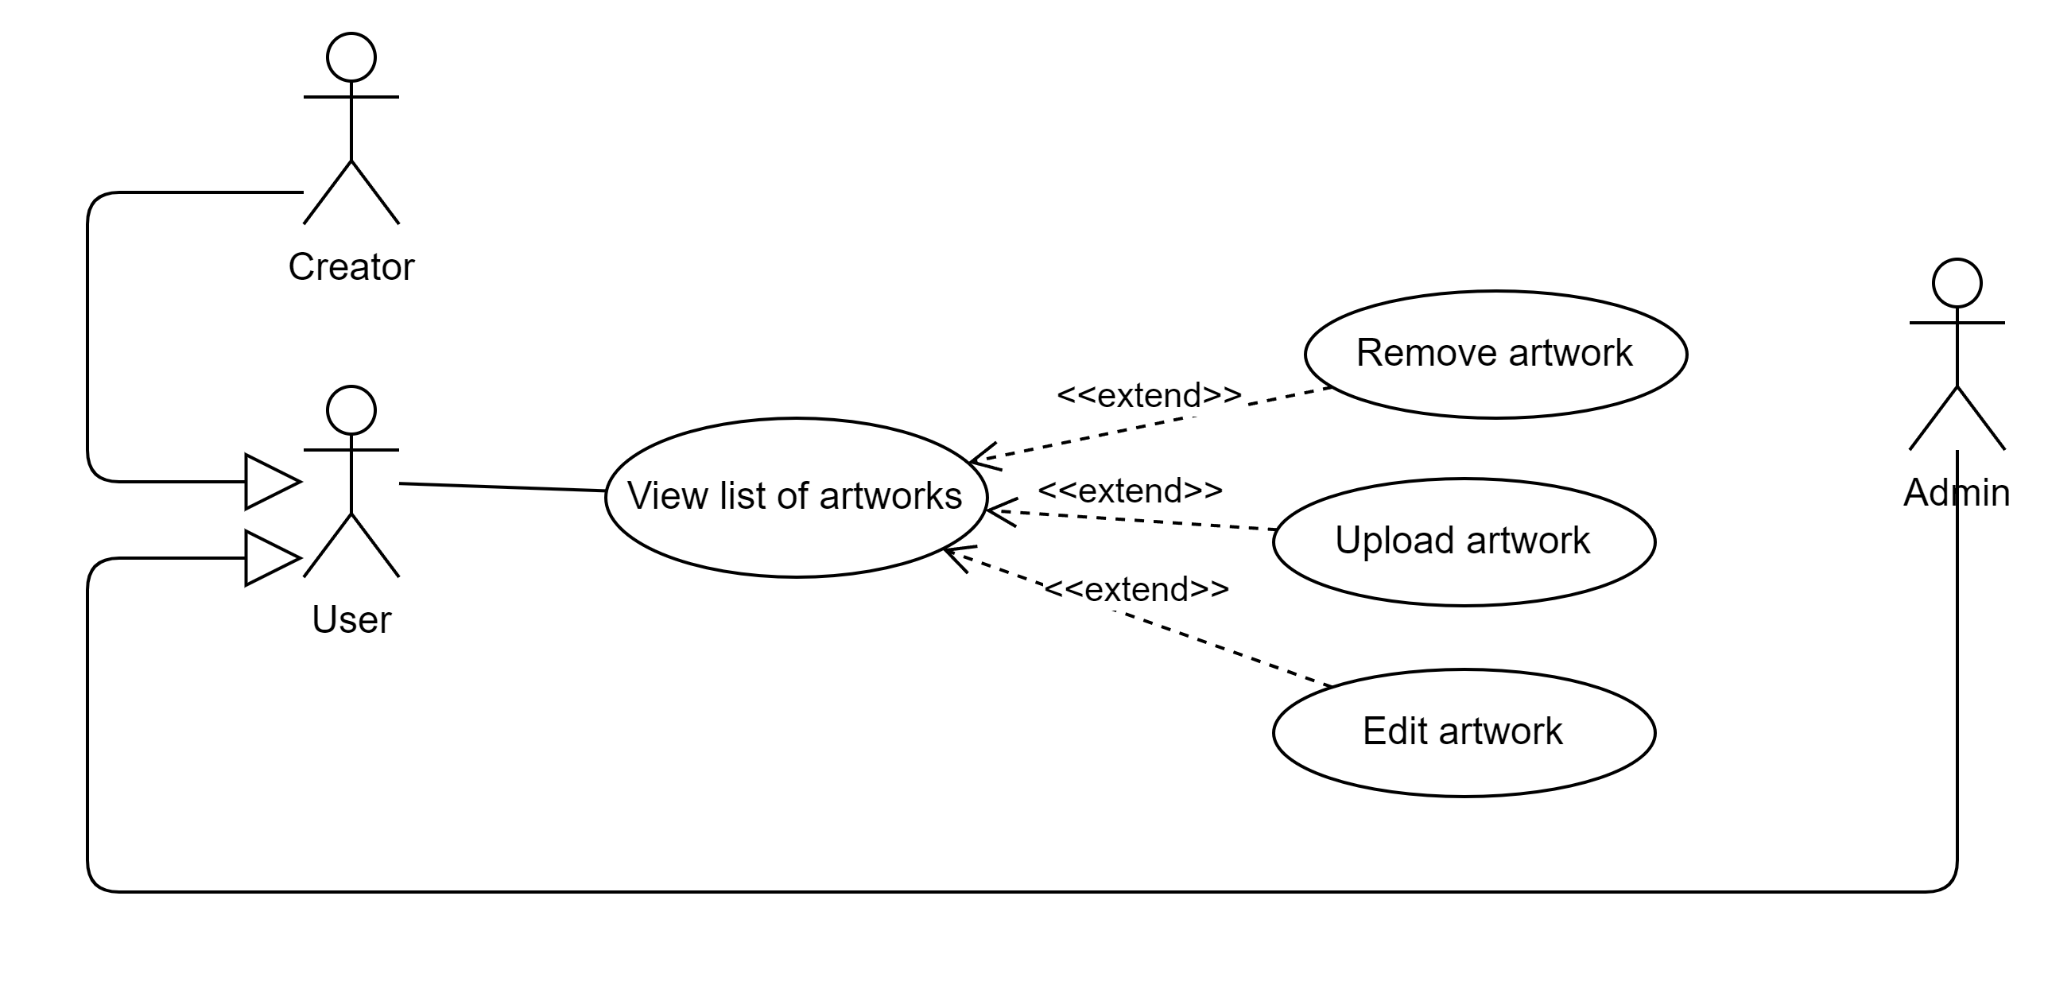 Creator
User
View list of artworks
<<extend>>
Remove artwork
<<extend>>
Upload artwork
<<extend>>
Edit artwork
Admin